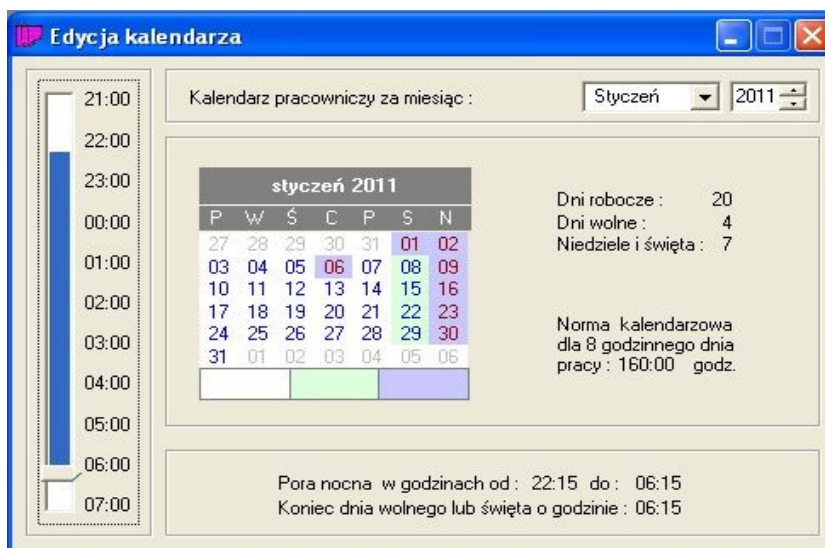 Edycja kalendarza
21:00
22:00
23:00
00:00
01:00
02:00
03:00
04:00
05:00
06:00
07:00
Kalendarz pracowniczy za miesiąc : Styczeń 2011
styczeń 2011
P W Ś C P S N
27 28 29 30 31 01 02
03 04 05 06 07 08 09
10 11 12 13 14 15 16
17 18 19 20 21 22 23
24 25 26 27 28 29 30
31 01 02 03 04 05 06
Dni robocze : 20
Dni wolne : 4
Niedziele i święta : 7
Norma kalendarzowa
dla 8 godzinnego dnia
pracy : 160:00 godz.
Pora nocna w godzinach od : 22:15 do : 06:15
Koniec dnia wolnego lub święta o godzinie : 06:15